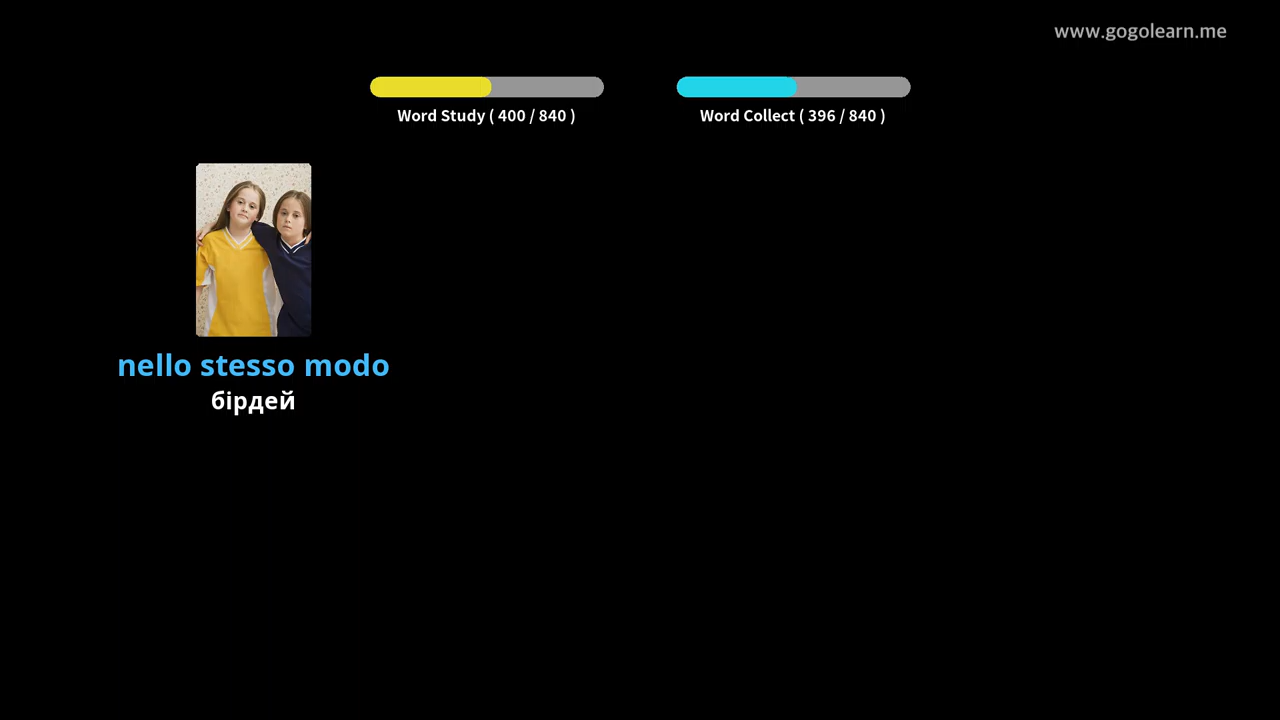 www.gogolearn.me
Word Study ( 400 / 840 )
Word Collect ( 396 / 840 )
nello stesso modo
бірдей